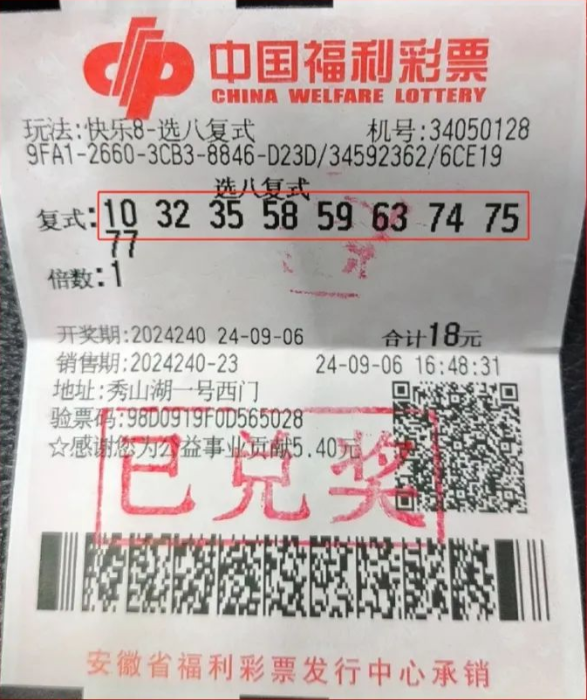 中国福利彩票
CHINA WELFARE LOTTERY
玩法:快乐8-选八复式 机号:34050128
9FA1-2660-3CB3-8846-D23D/34592362/6CE19
选八复式
复式:10 32 35 58 59 63 74 75
77
倍数:1
开奖期:2024240 24-09-06 合计18元
销售期:2024240-23 24-09-06 16:48:31
地址:秀山湖一号西门
验票码:98D0919F0D565028
☆感谢您为公益事业贡献5.40元
已兑奖
安徽省福利彩票发行中心承销